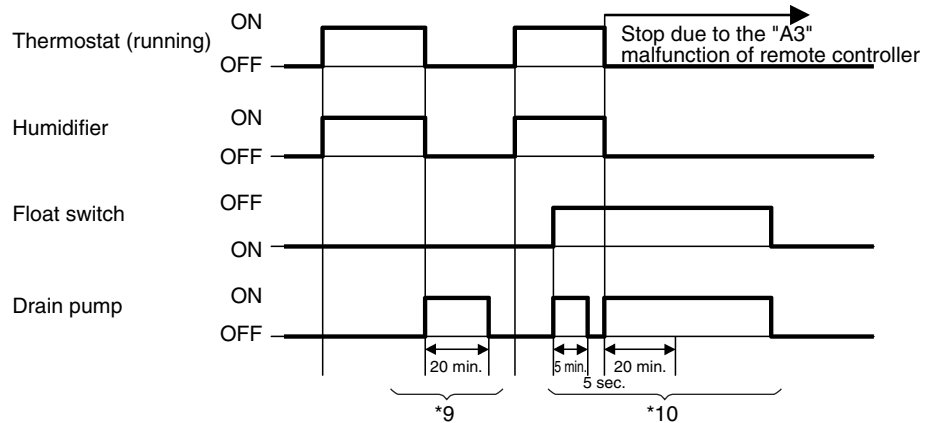 ON
Thermostat (running)
OFF
Stop due to the "A3"
malfunction of remote controller
ON
Humidifier
OFF
OFF
Float switch
ON
ON
Drain pump
OFF
20 min.
5 min.
20 min.
5 sec.
*9
*10